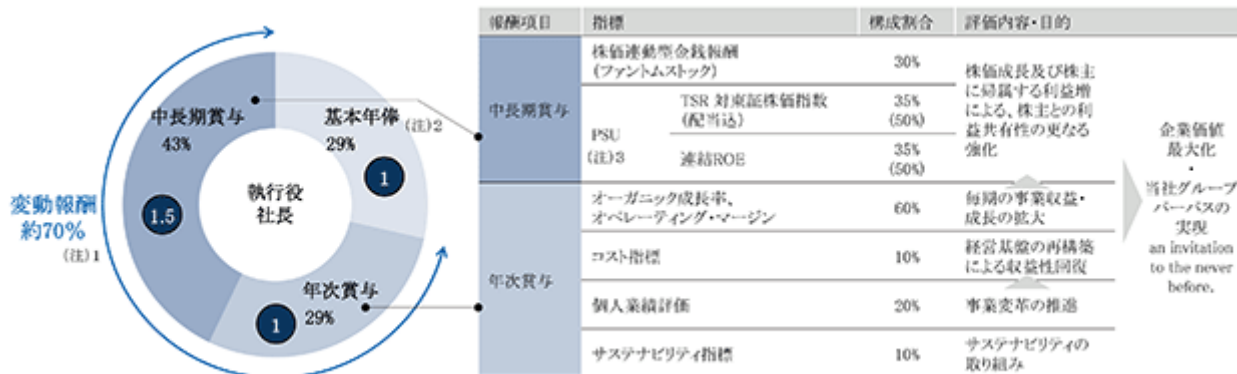 中長期賞与
43%
基本年俸
(注)2
29%
執行役
社長
1
1.5
変動報酬
約70%
(注)1
年次賞与
29%
1
報酬項目 指標 構成割合 評価内容・目的
中長期賞与
株価連動型金銭報酬
(ファントムストック)
30%
PSU
(注)3
TSR 対東証株価指数
(配当込)
35%
(50%)
連結ROE
35%
(50%)
株価成長及び株主
に帰属する利益増
による、株主との利
益共有性の更なる
強化
年次賞与
オーガニック成長率、
オペレーティング・マージン
60%
毎期の事業収益・
成長の拡大
コスト指標
10%
経営基盤の再構築
による収益性回復
個人業績評価
20%
事業変革の推進
サステナビリティ指標
10%
サステナビリティの
取り組み
企業価値
最大化
・
当社グループ
パーパスの
実現
an invitation
to the never
before.